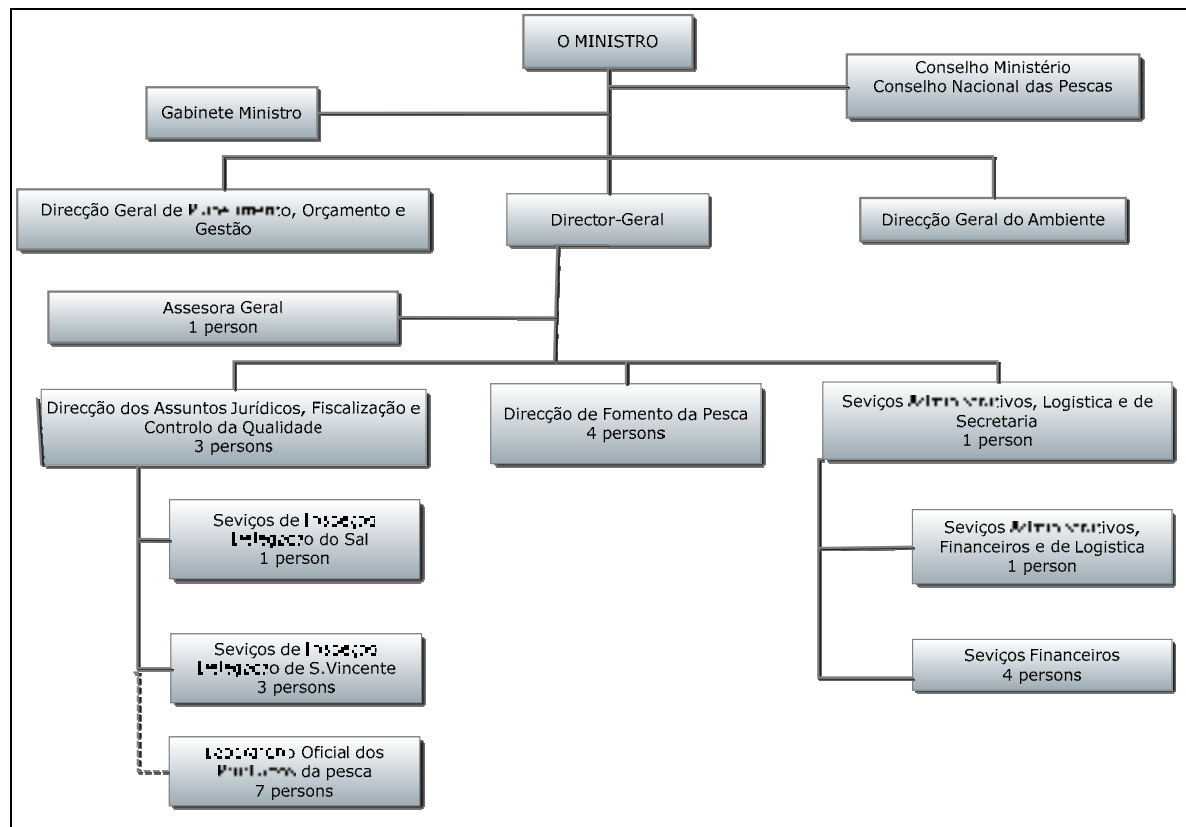 O MINISTRO
Conselho Ministério
Conselho Nacional das Pescas
Gabinete Ministro
Direcção Geral de Orçamento e
Gestão
Director-Geral
Direcção Geral do Ambiente
Assesora Geral
1 person
Direcção dos Assuntos Jurídicos, Fiscalização e
Controlo da Qualidade
3 persons
Direcção de Fomento da Pesca
4 persons
Seviços Logística e de
Secretaria
1 person
Seviços de
do Sal
1 person
Seviços
Financeiros e de Logística
1 person
Seviços de
de S.Vincente
3 persons
Seviços Financeiros
4 persons
Oficial dos
da pesca
7 persons